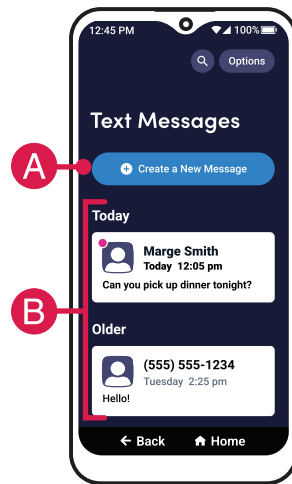 12:45 PM 100%
Options
Text Messages
A
Create a New Message
Today
Marge Smith
Today 12:05 pm
Can you pick up dinner tonight?
B
Older
(555) 555-1234
Tuesday 2:25 pm
Hello!
Back Home